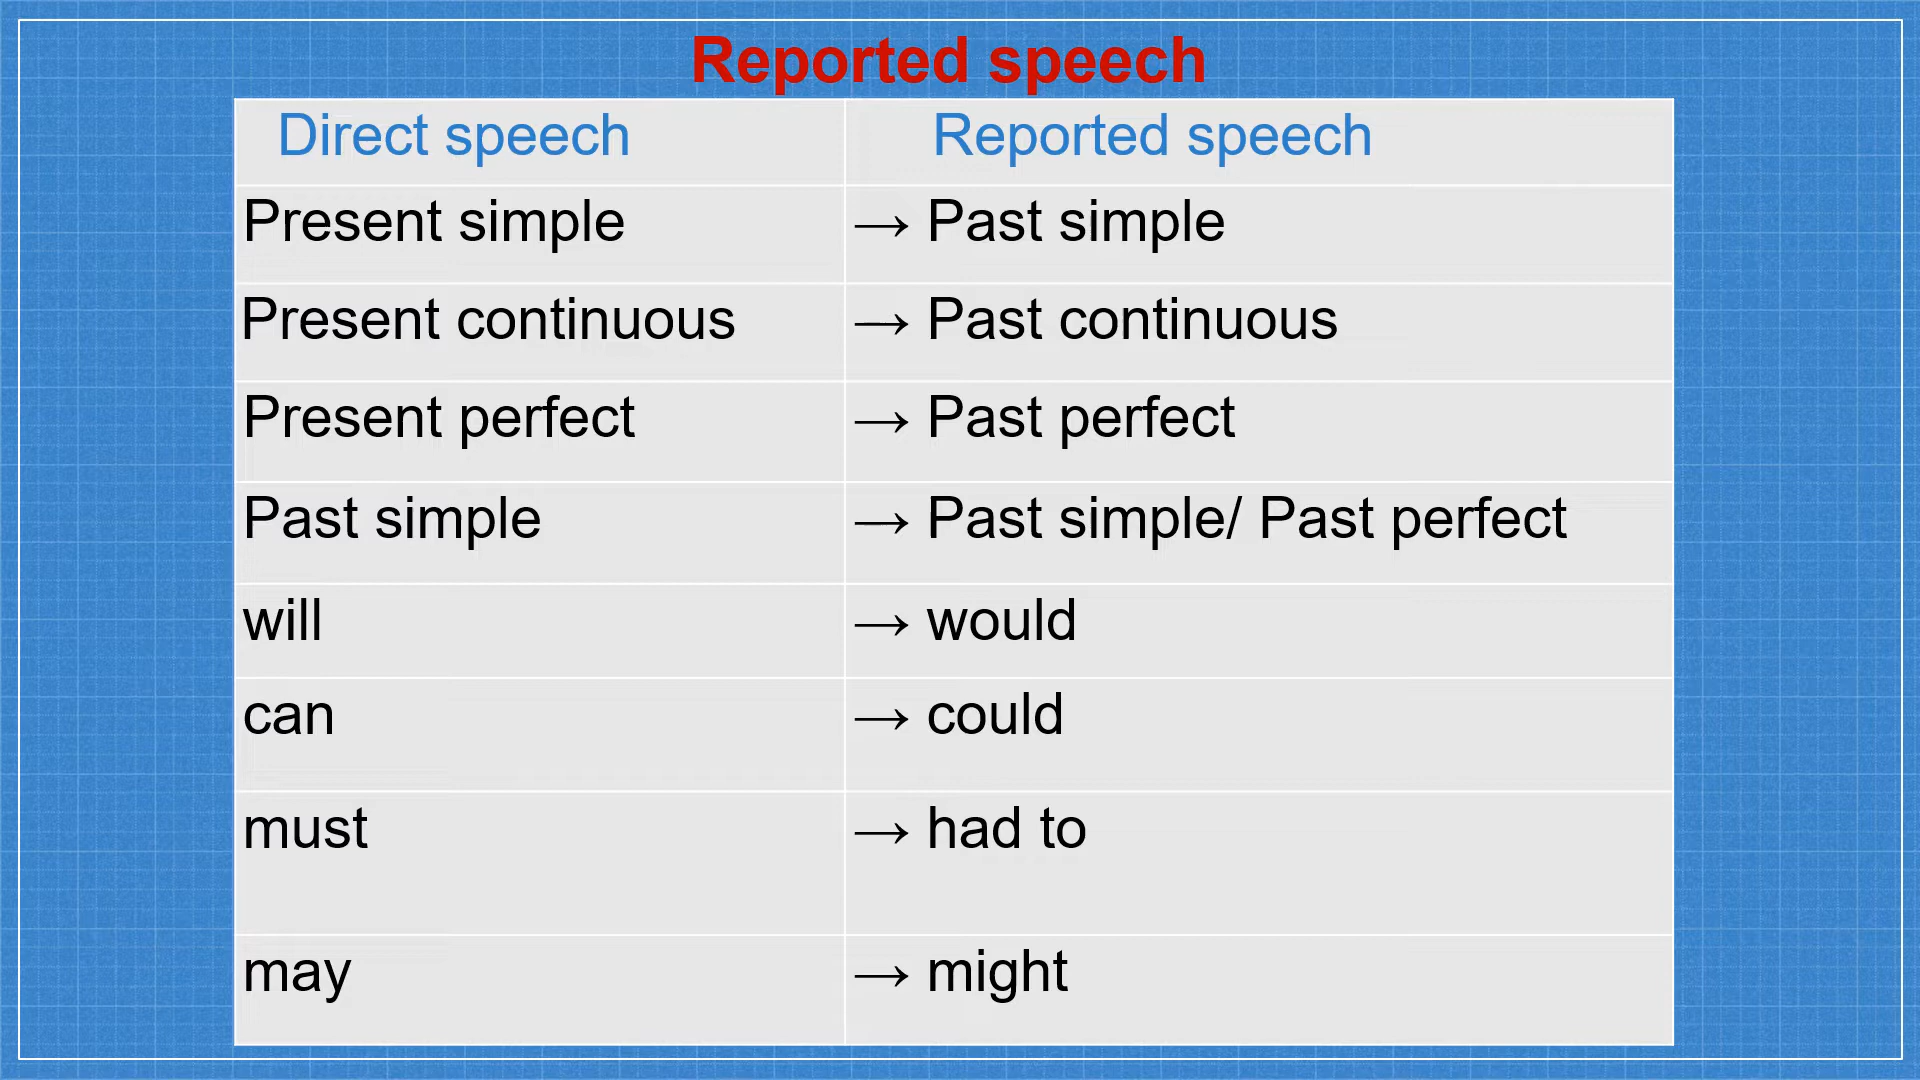 Reported speech
Direct speech Reported speech
Present simple → Past simple
Present continuous → Past continuous
Present perfect → Past perfect
Past simple → Past simple/ Past perfect
will → would
can → could
must → had to
may → might